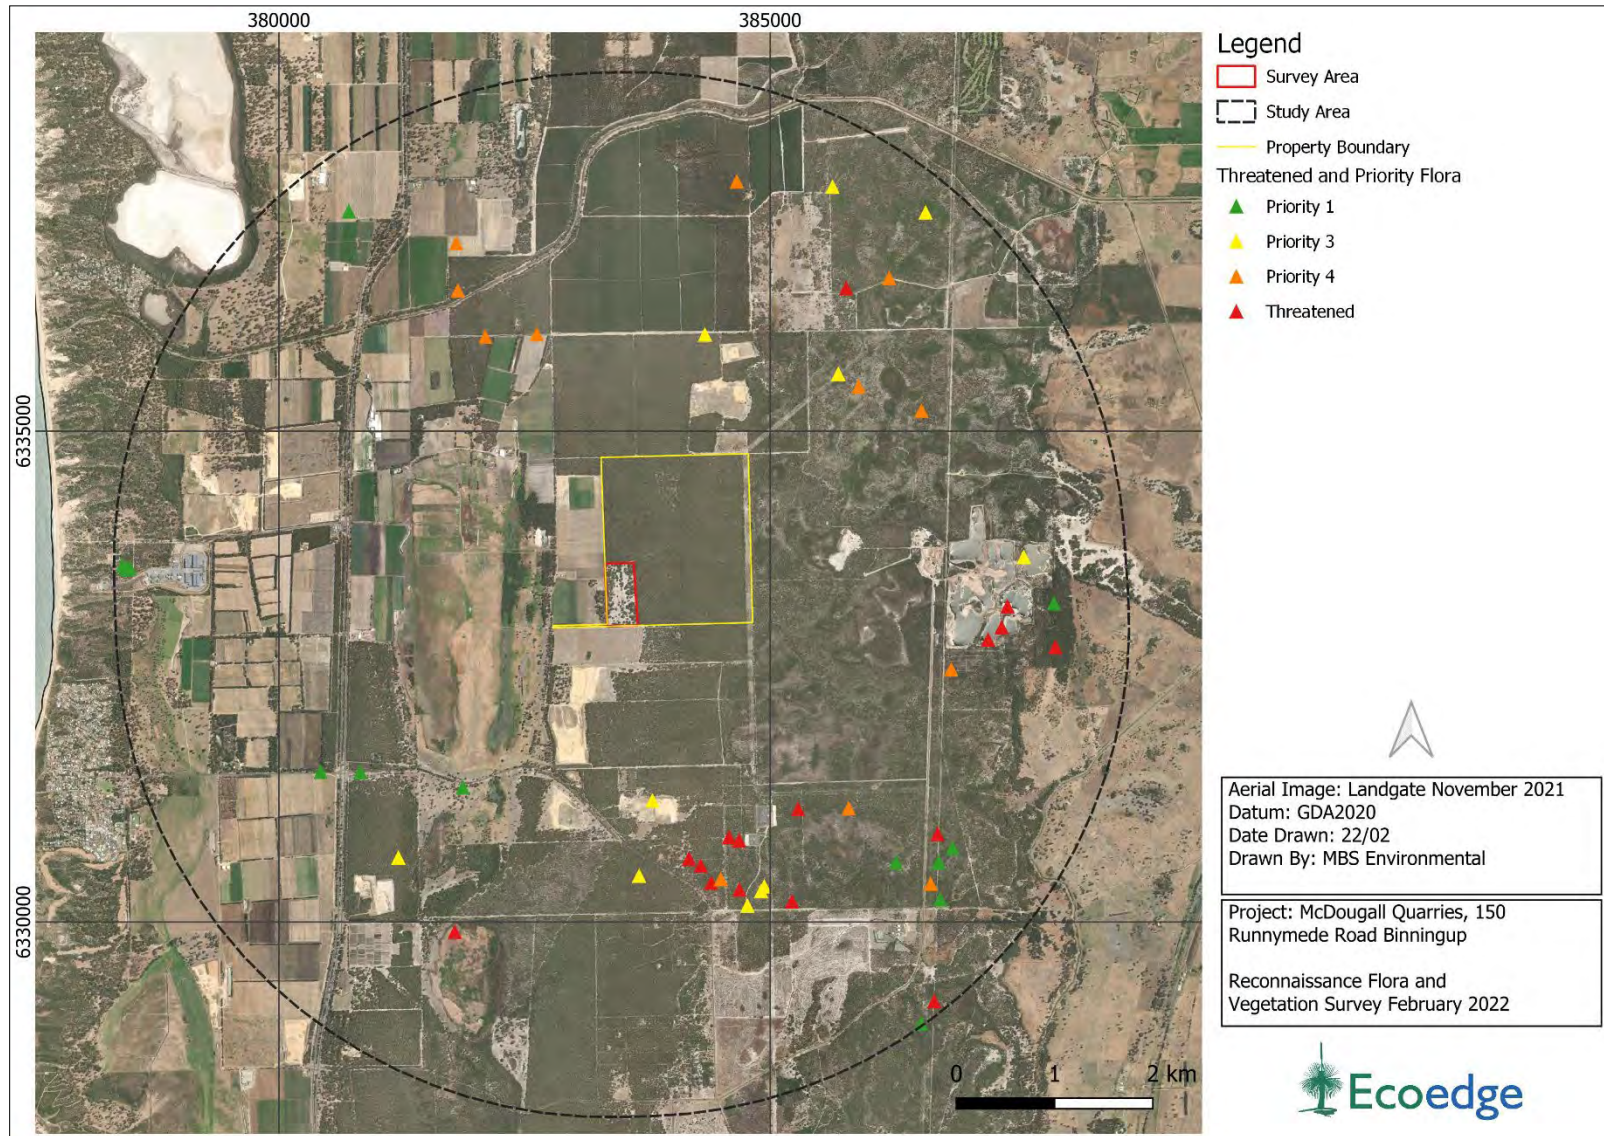 380000
385000
6335000
6330000
0 1 2 km
Legend
Survey Area
Study Area
Property Boundary
Threatened and Priority Flora
Priority 1
Priority 3
Priority 4
Threatened
Aerial Image: Landgate November 2021
Datum: GDA2020
Date Drawn: 22/02
Drawn By: MBS Environmental
Project: McDougall Quarries, 150
Runnymede Road Binningup
Reconnaissance Flora and
Vegetation Survey February 2022
Ecoedge